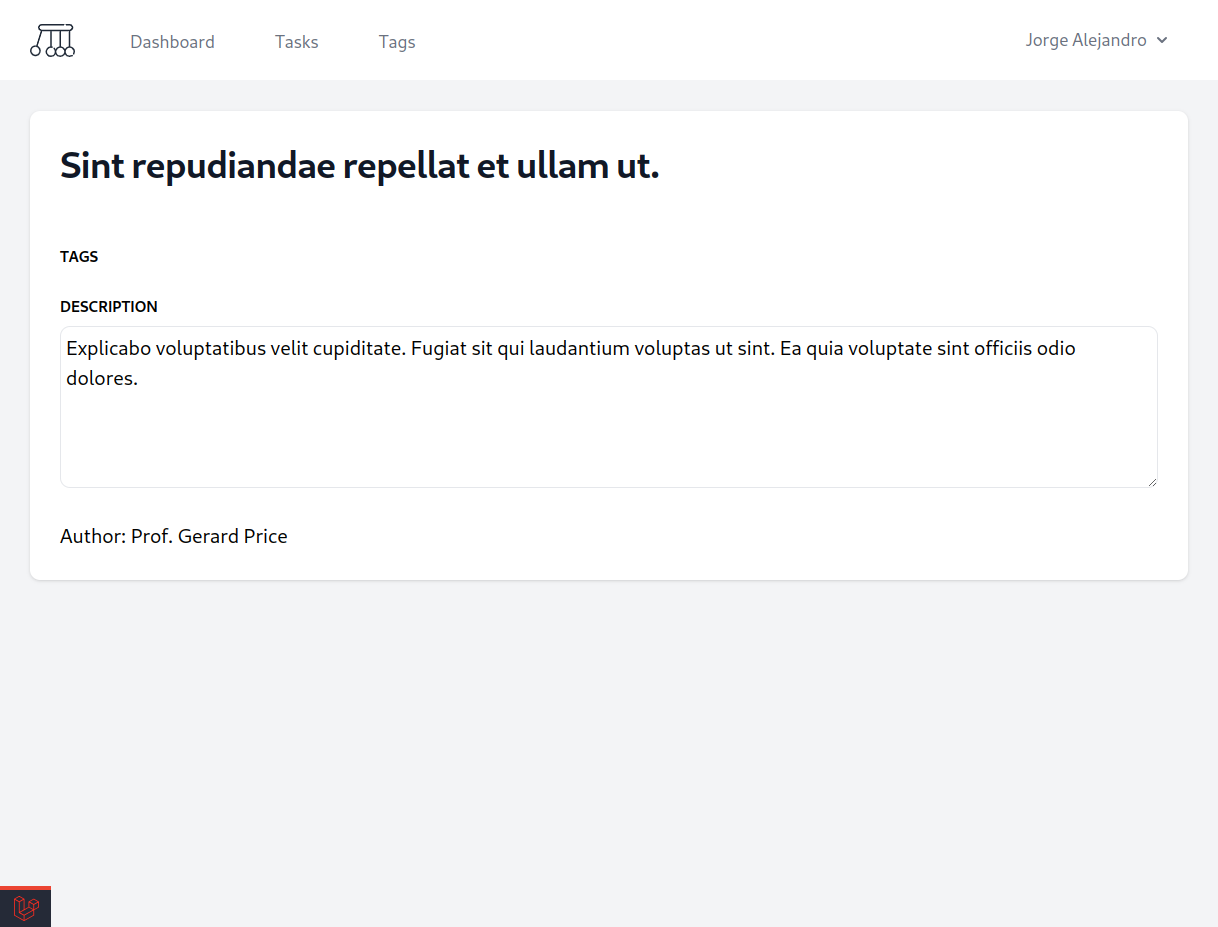 Dashboard
Tasks
Tags
Jorge Alejandro
Sint repudiandae repellat et ullam ut.
TAGS
DESCRIPTION
Explicabo voluptatibus velit cupiditate. Fugiat sit qui laudantium voluptas ut sint. Ea quia voluptate sint officiis odio
dolores.
Author: Prof. Gerard Price